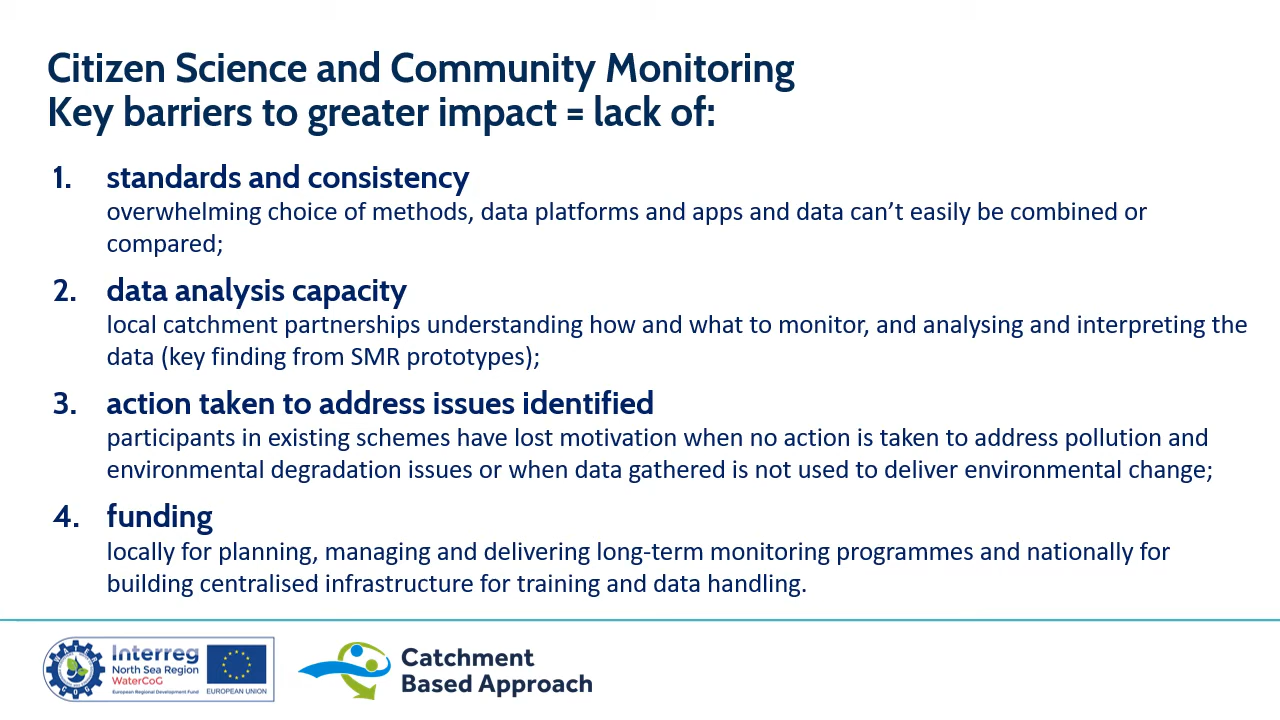 Citizen Science and Community Monitoring
Key barriers to greater impact = lack of:
1. standards and consistency
overwhelming choice of methods, data platforms and apps and data can’t easily be combined or
compared;
2. data analysis capacity
local catchment partnerships understanding how and what to monitor, and analysing and interpreting the
data (key finding from SMR prototypes);
3. action taken to address issues identified
participants in existing schemes have lost motivation when no action is taken to address pollution and
environmental degradation issues or when data gathered is not used to deliver environmental change;
4. funding
locally for planning, managing and delivering long-term monitoring programmes and nationally for
building centralised infrastructure for training and data handling.
Interreg
North Sea Region
WaterCoG
European Regional Development Fund
EUROPEAN UNION
Catchment
Based Approach